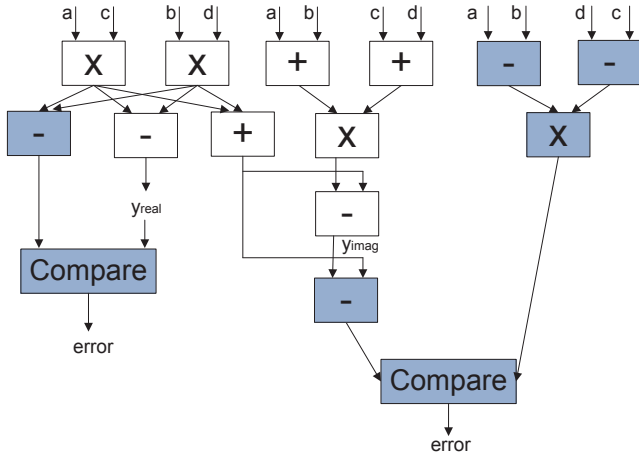 a c b d a b c d a b d c
x x + + - -
- - + x x
-
yreal
yimag
Compare
-
error
Compare
error